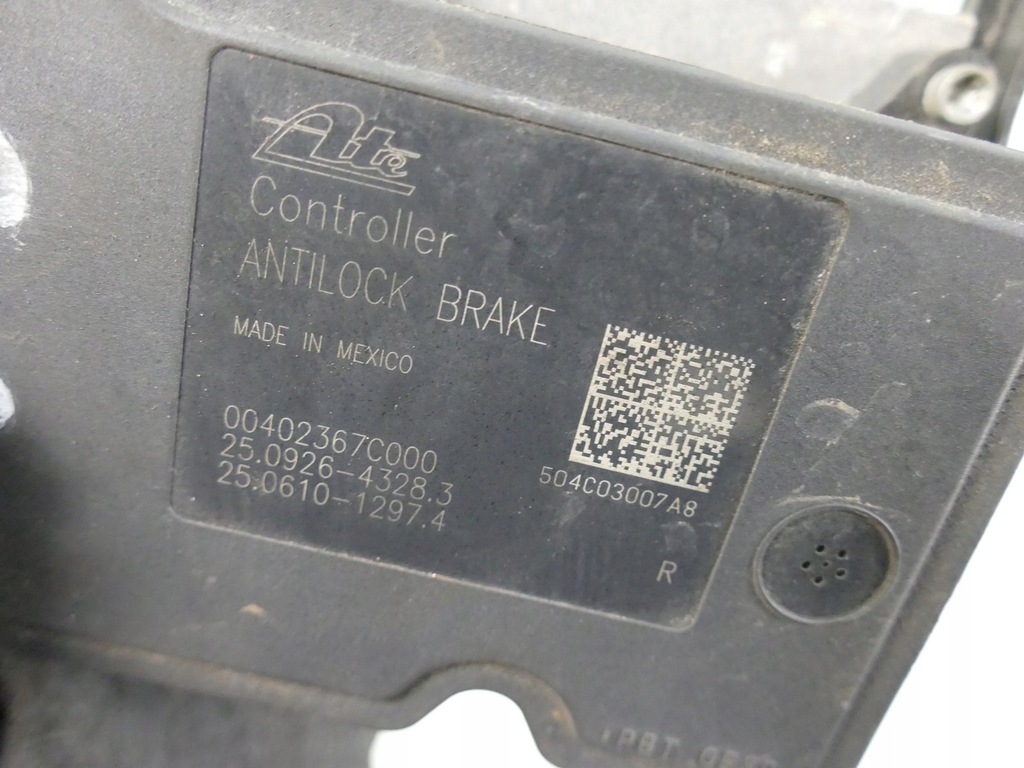 Ate
Controller
ANTILOCK BRAKE
MADE IN MEXICO
00402367C000
25.0926-4328.3
25.0610-1297.4
504C03007A8
R